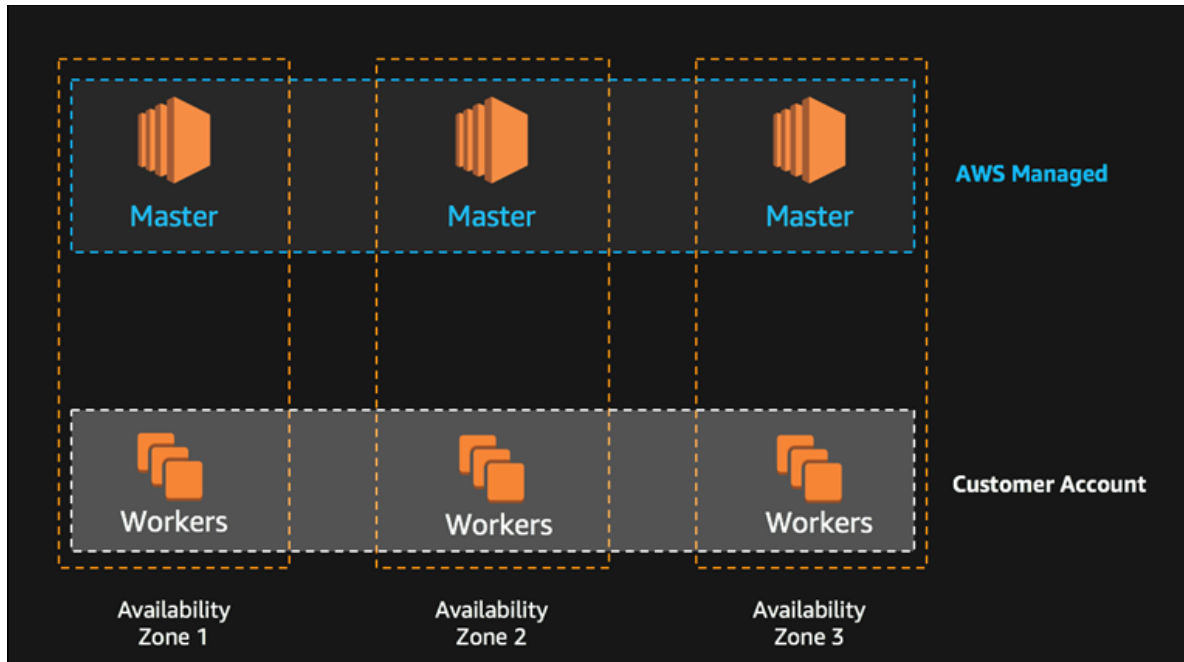 Master
Master
Master
AWS Managed
Workers
Workers
Workers
Customer Account
Availability
Zone 1
Availability
Zone 2
Availability
Zone 3